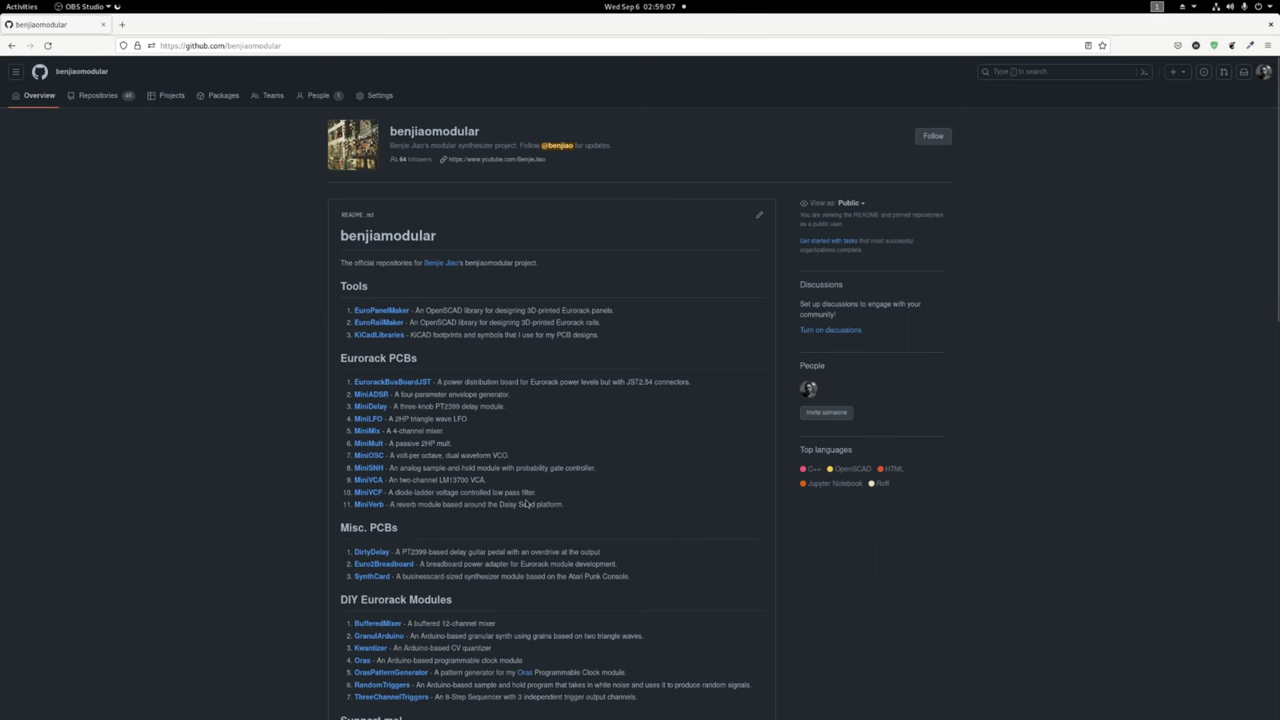 Activities OBS Studio Wed Sep 6 02:59:07 1
benjiaomodular
https://github.com/benjiaomodular
benjiaomodular Type / to search
Overview Repositories Projects Packages Teams People 1 Settings
benjiaomodular
Benjie Jiao's modular synthesizer project. Follow @benjiao for updates.
64 followers https://www.youtube.com/BenjieJiao
Follow
README.md
benjiamodular
The official repositories for Benjie Jiao's benjiaomodular project.
Tools
1. EuroPanelMaker - An OpenSCAD library for designing 3D-printed Eurorack panels.
2. EuroRailMaker - An OpenSCAD library for designing 3D-printed Eurorack rails.
3. KiCadLibraries - KiCAD footprints and symbols that I use for my PCB designs.
Eurorack PCBs
1. EurorackBusBoardJST - A power distribution board for Eurorack power levels but with JST2.54 connectors.
2. MiniADSR - A four-parameter envelope generator.
3. MiniDelay - A three-knob PT2399 delay module.
4. MiniLFO - A 2HP triangle wave LFO
5. MiniMix - A 4-channel mixer.
6. MiniMult - A passive 2HP mult.
7. MiniOSC - A volt-per octave, dual waveform VCO.
8. MiniSNH - An analog sample-and-hold module with probability gate controller.
9. MiniVCA - An two-channel LM13700 VCA.
10. MiniVCF - A diode-ladder voltage controlled low pass filter.
11. MiniVerb - A reverb module based around the Daisy Seed platform.
Misc. PCBs
1. DirtyDelay - A PT2399-based delay guitar pedal with an overdrive at the output
2. Euro2Breadboard - A breadboard power adapter for Eurorack module development.
3. SynthCard - A businesscard-sized synthesizer module based on the Atari Punk Console.
DIY Eurorack Modules
1. BufferedMixer - A buffered 12-channel mixer
2. GranulArduino - An Arduino-based granular synth using grains based on two triangle waves.
3. Kwantizer - An Arduino-based CV quantizer
4. Oras - An Arduino-based programmable clock module
5. OrasPatternGenerator - A pattern generator for my Oras Programmable Clock module.
6. RandomTriggers - An Arduino-based sample and hold program that takes in white noise and uses it to produce random signals.
7. ThreeChannelTriggers - An 8-Step Sequencer with 3 independent trigger output channels.
Support me!
View as: Public
You are viewing the README and pinned repositories
as a public user.
Get started with tasks that most successful
organizations complete.
Discussions
Set up discussions to engage with your
community!
Turn on discussions
People
Invite someone
Top languages
C++ OpenSCAD HTML
Jupyter Notebook Roff